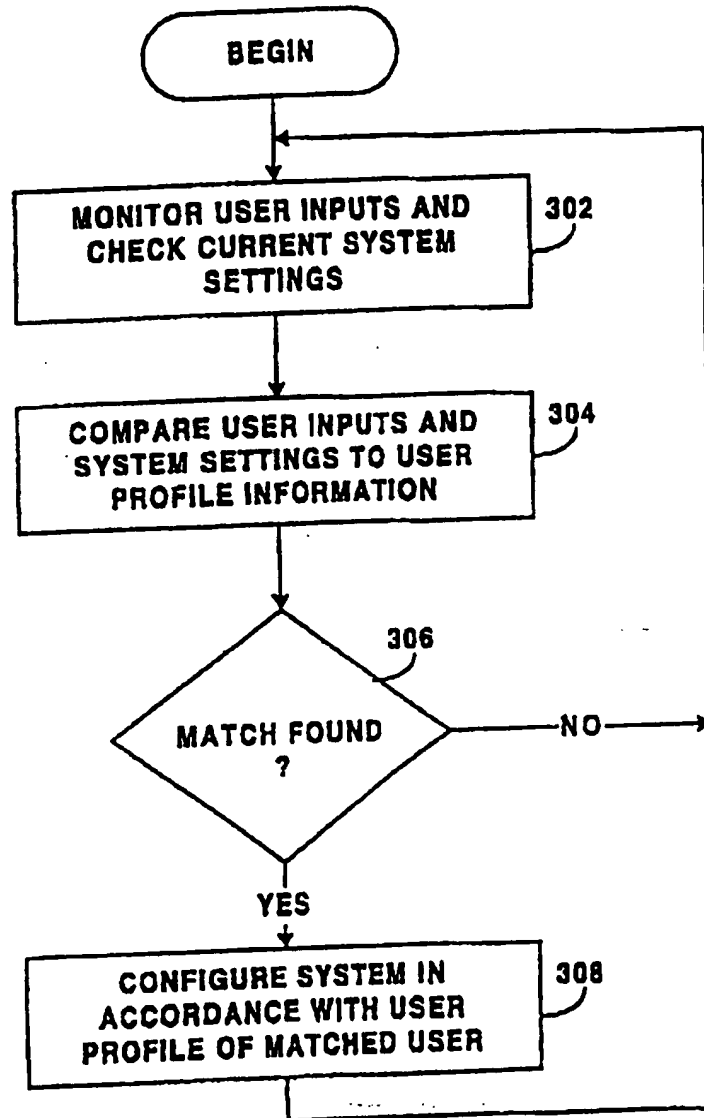 BEGIN
MONITOR USER INPUTS AND
CHECK CURRENT SYSTEM
SETTINGS
302
COMPARE USER INPUTS AND
SYSTEM SETTINGS TO USER
PROFILE INFORMATION
304
306
MATCH FOUND
?
NO
YES
CONFIGURE SYSTEM IN
ACCORDANCE WITH USER
PROFILE OF MATCHED USER
308